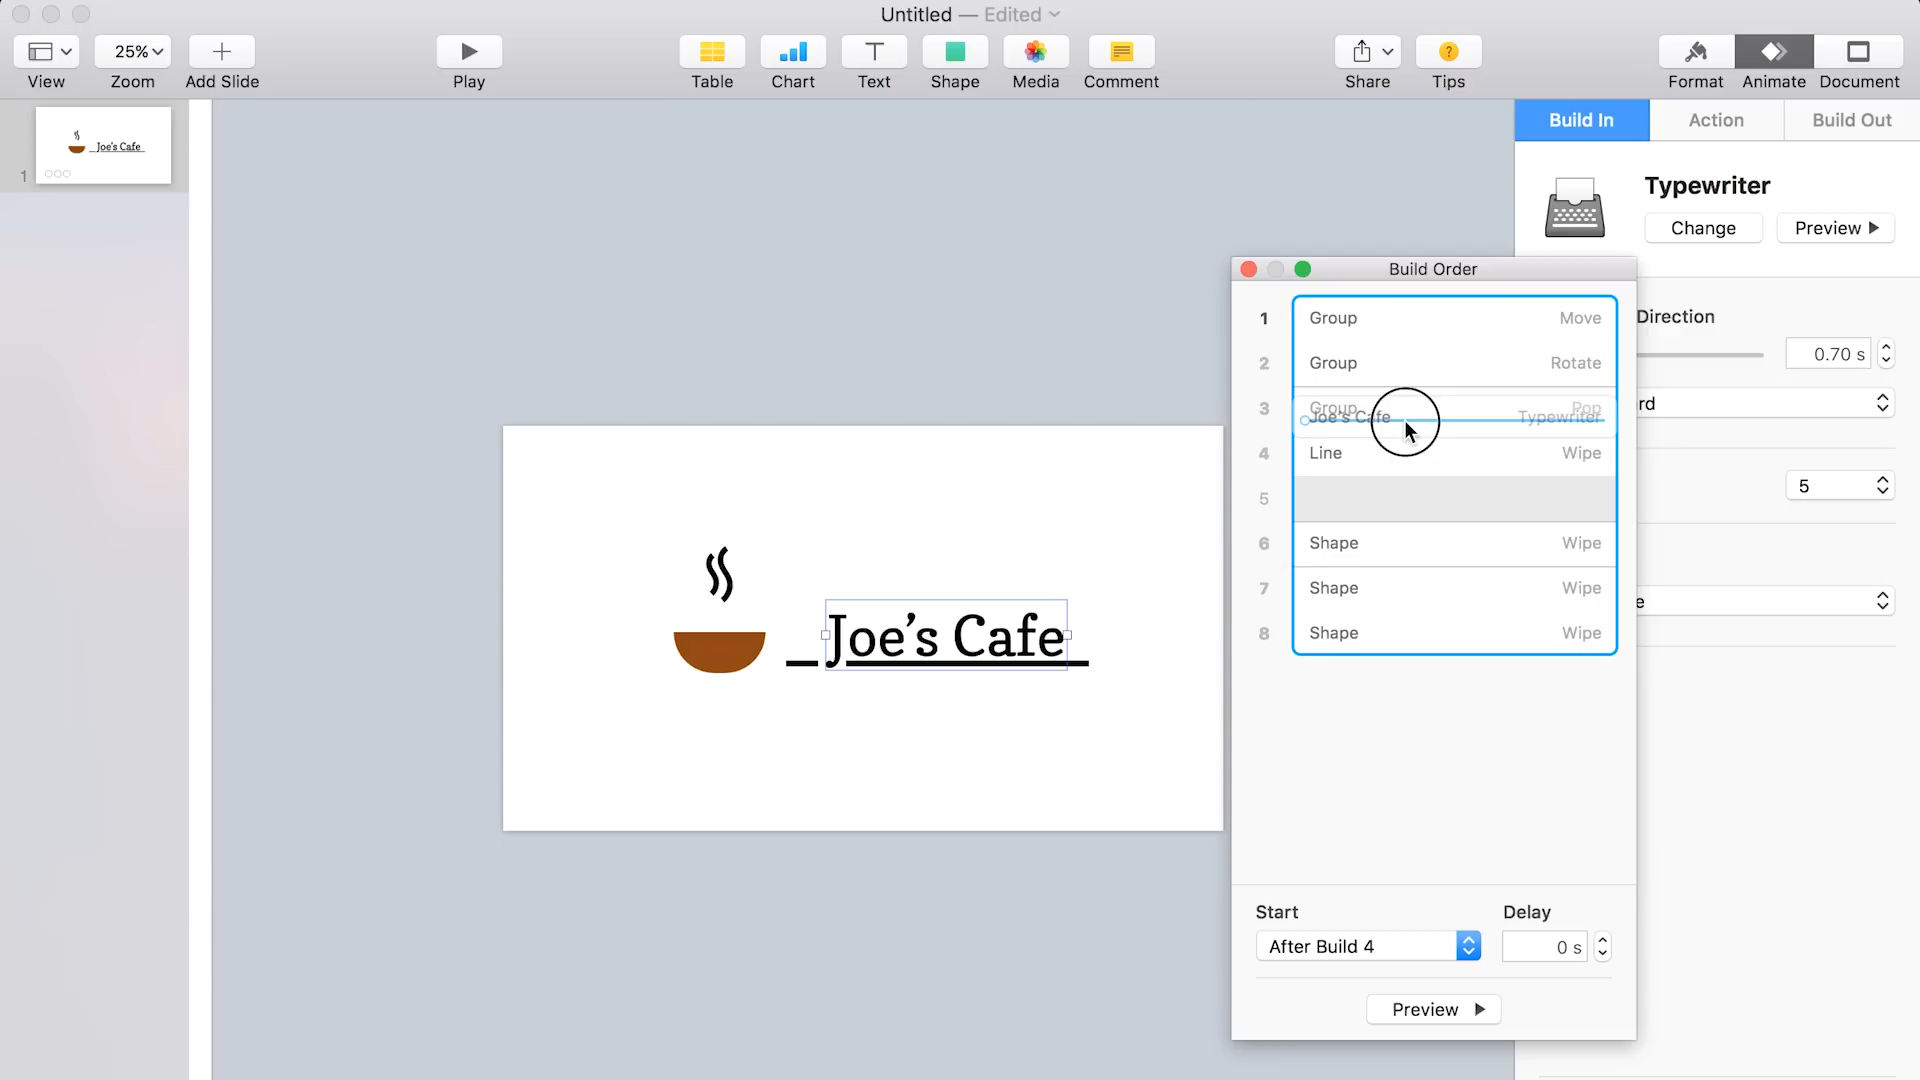 Untitled — Edited
25%
View
Zoom
Add Slide
Play
Table
Chart
Text
Shape
Media
Comment
Share
Tips
Format
Animate
Document
1
Joe's Cafe
Build In
Action
Build Out
Typewriter
Change
Preview
Direction
0.70 s
rd
5
e
Joe’s Cafe
Build Order
1 Group Move
2 Group Rotate
3 Group Pop
Joe’s Cafe Typewriter
4 Line Wipe
5
6 Shape Wipe
7 Shape Wipe
8 Shape Wipe
Start
Delay
After Build 4
0 s
Preview